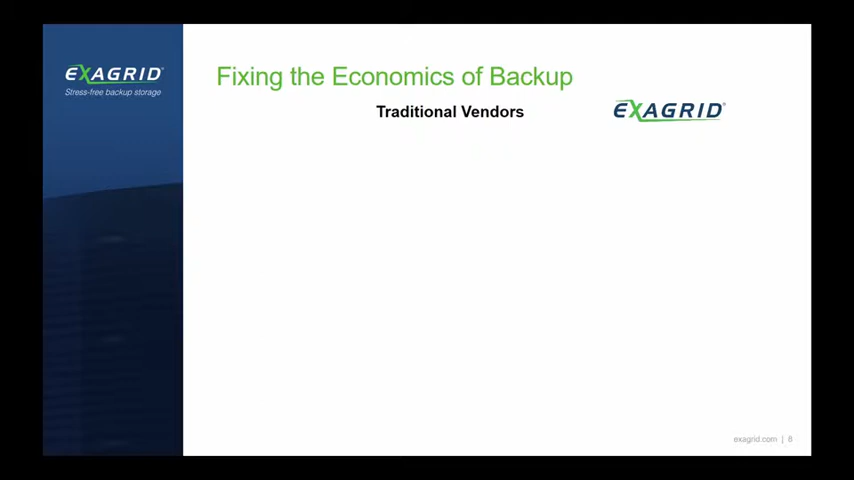 EXAGRID
Stress-free backup storage
Fixing the Economics of Backup
Traditional Vendors
EXAGRID
exagrid.com | 8